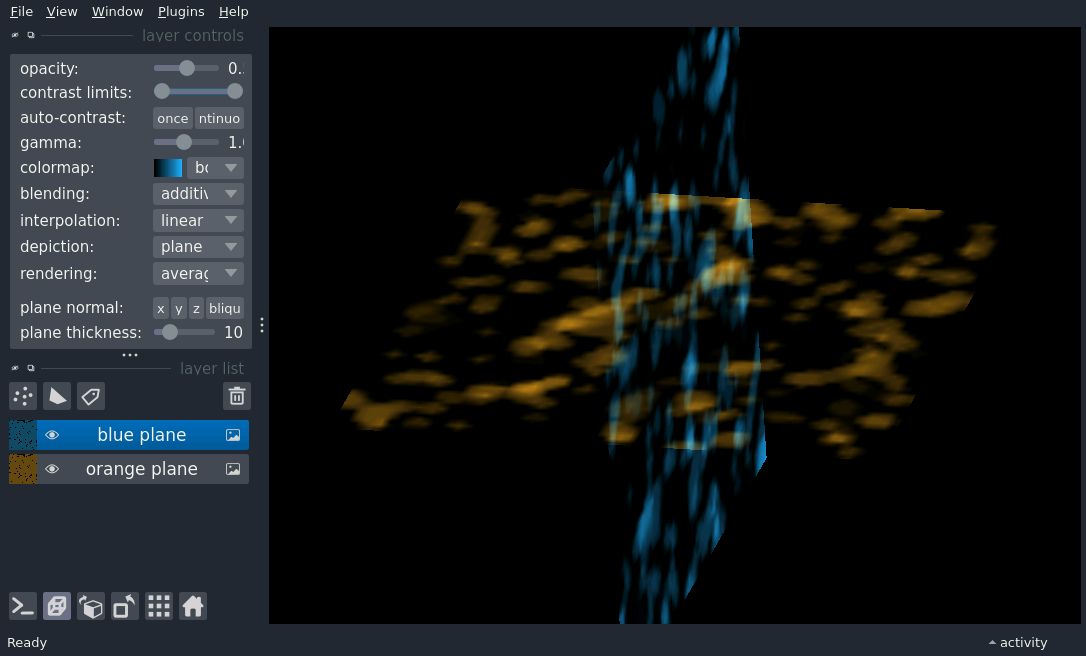 File View Window Plugins Help
layer controls
opacity: 0.
contrast limits:
auto-contrast: once ntinuo
gamma: 1.
colormap: bo
blending: additiv
interpolation: linear
depiction: plane
rendering: averag
plane normal: x y z bliqu
plane thickness: 10
layer list
blue plane
orange plane
Ready
activity